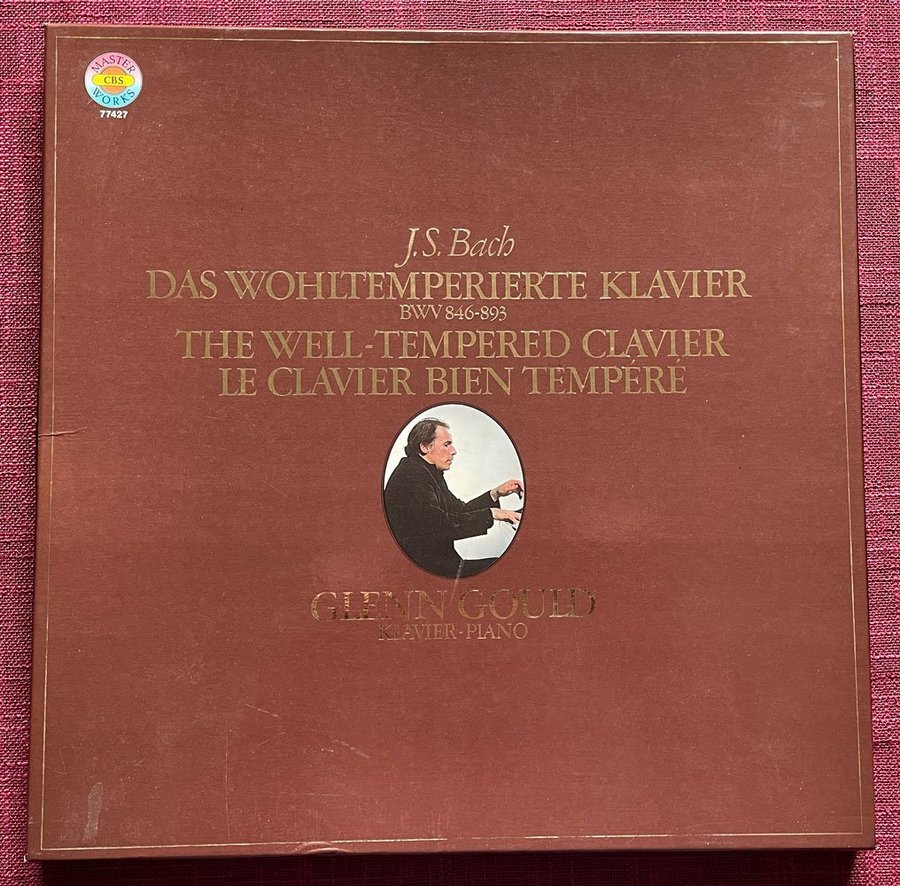 MASTER
CBS
WORKS
77427
J.S. Bach
DAS WOHLTEMPERIERTE KLAVIER
BWV 846-893
THE WELL-TEMPERED CLAVIER
LE CLAVIER BIEN TEMPÉRÉ
GLENN GOULD
KLAVIER-PIANO